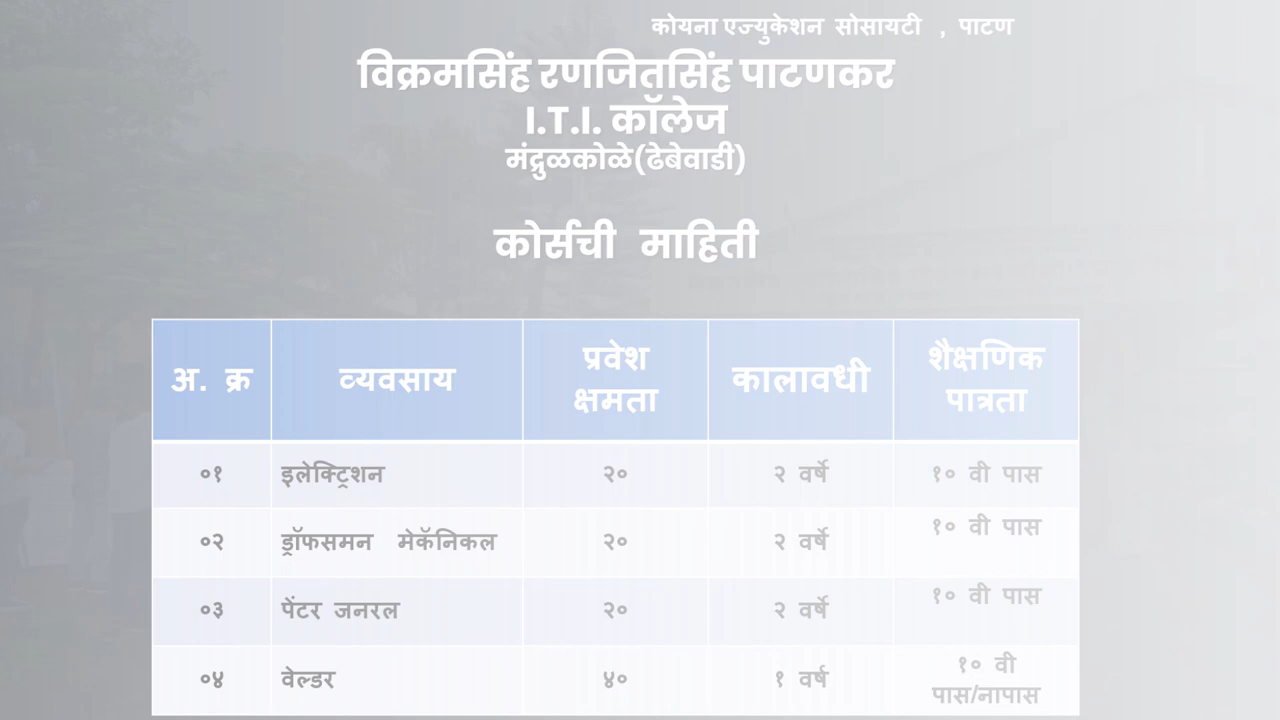 कोयना एज्युकेशन सोसायटी , पाटण
विक्रमसिंह रणजितसिंह पाटणकर
I.T.I. कॉलेज
मंद्रुळकोळे(ढेबेवाडी)
कोर्सची माहिती
अ. क्र व्यवसाय प्रवेश क्षमता कालावधी शैक्षणिक पात्रता
०१ इलेक्ट्रिशन २० २ वर्षे १० वी पास
०२ ड्रॉफसमन मेकॅनिकल २० २ वर्षे १० वी पास
०३ पेंटर जनरल २० २ वर्षे १० वी पास
०४ वेल्डर ४० १ वर्ष १० वी पास/नापास